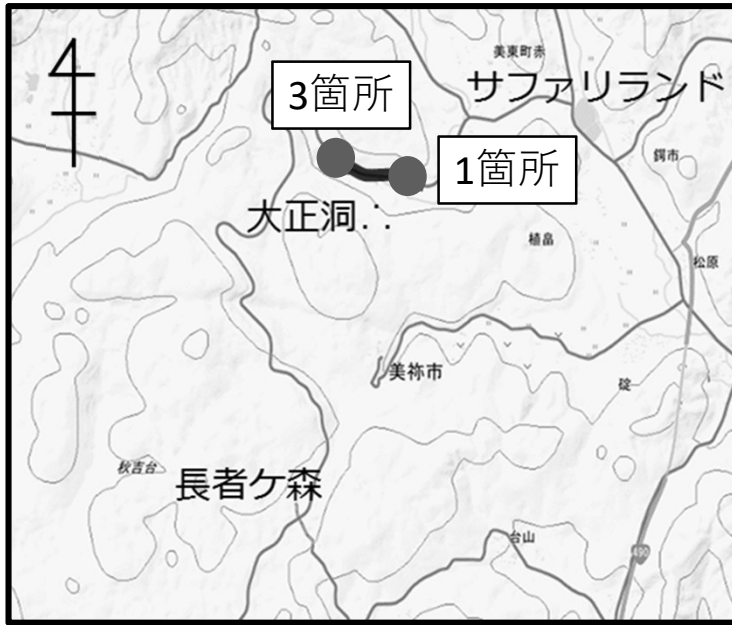 美東町赤
サファリランド
3箇所
1箇所
鍔市
大正洞
植畠
松原
美祢市
碇
秋吉台
長者ケ森
台山
490